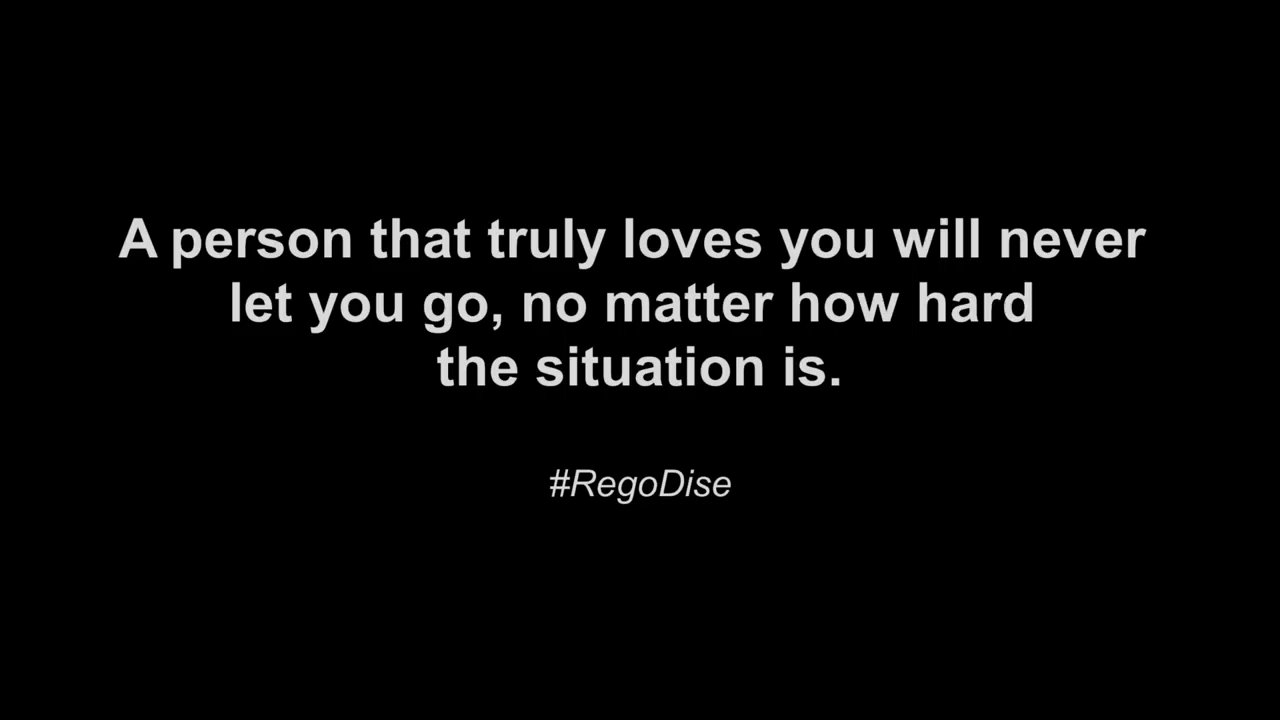 A person that truly loves you will never
let you go, no matter how hard
the situation is.
#RegoDise